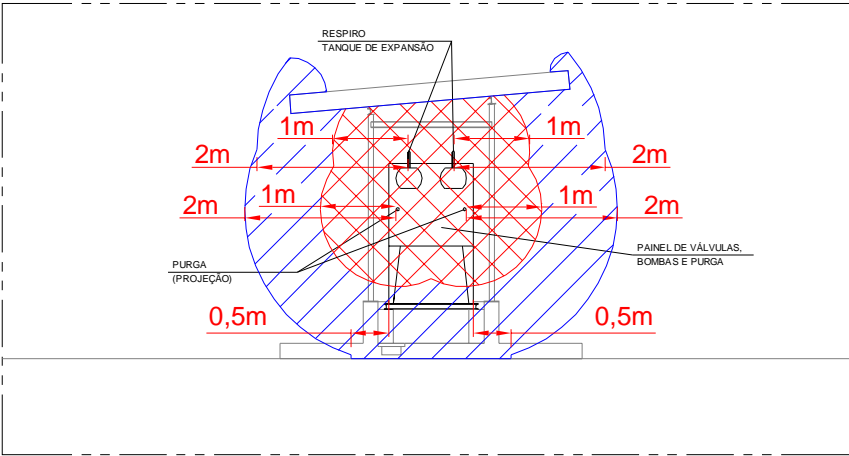 RESPIRO
TANQUE DE EXPANSÃO
1m
1m
2m
2m
1m
1m
2m
2m
PURGA
(PROJEÇÃO)
PAINEL DE VÁLVULAS,
BOMBAS E PURGA
0,5m
0,5m